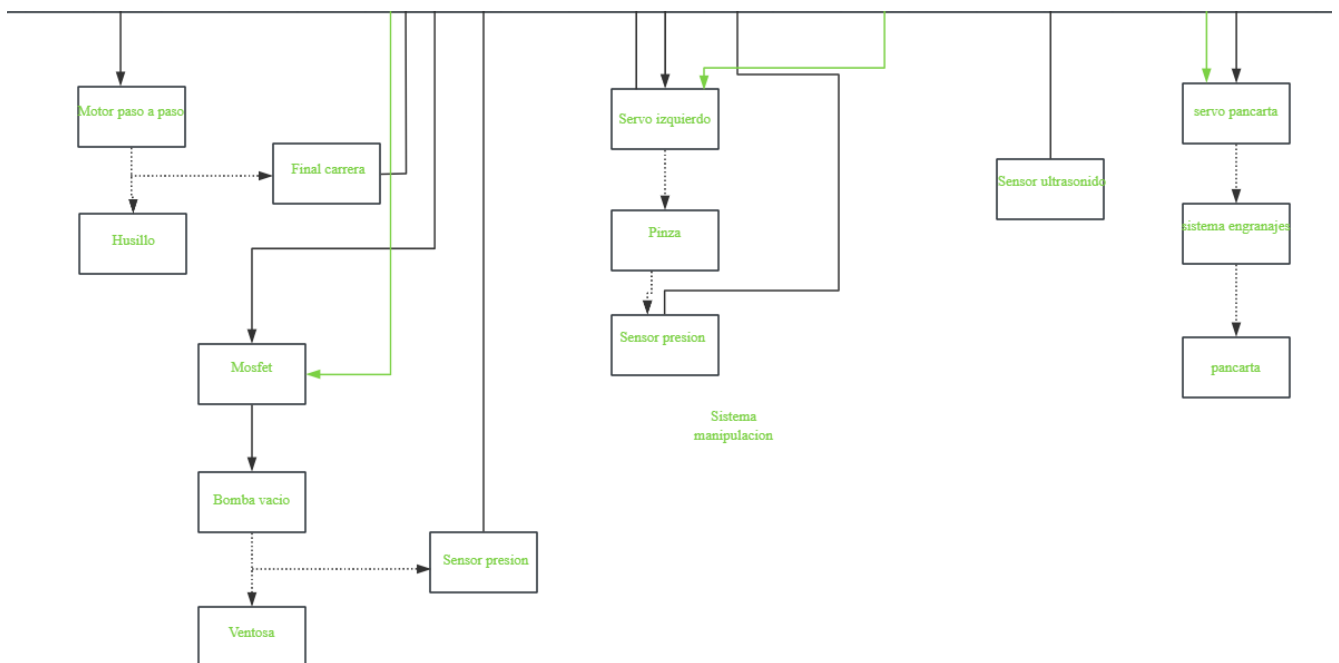 Motor paso a paso
Final carrera
Husillo
Mosfet
Bomba vacio
Sensor presion
Ventosa
Servo izquierdo
Pinza
Sensor presion
Sistema
manipulacion
Sensor ultrasonido
servo pancarta
sistema engranajes
pancarta